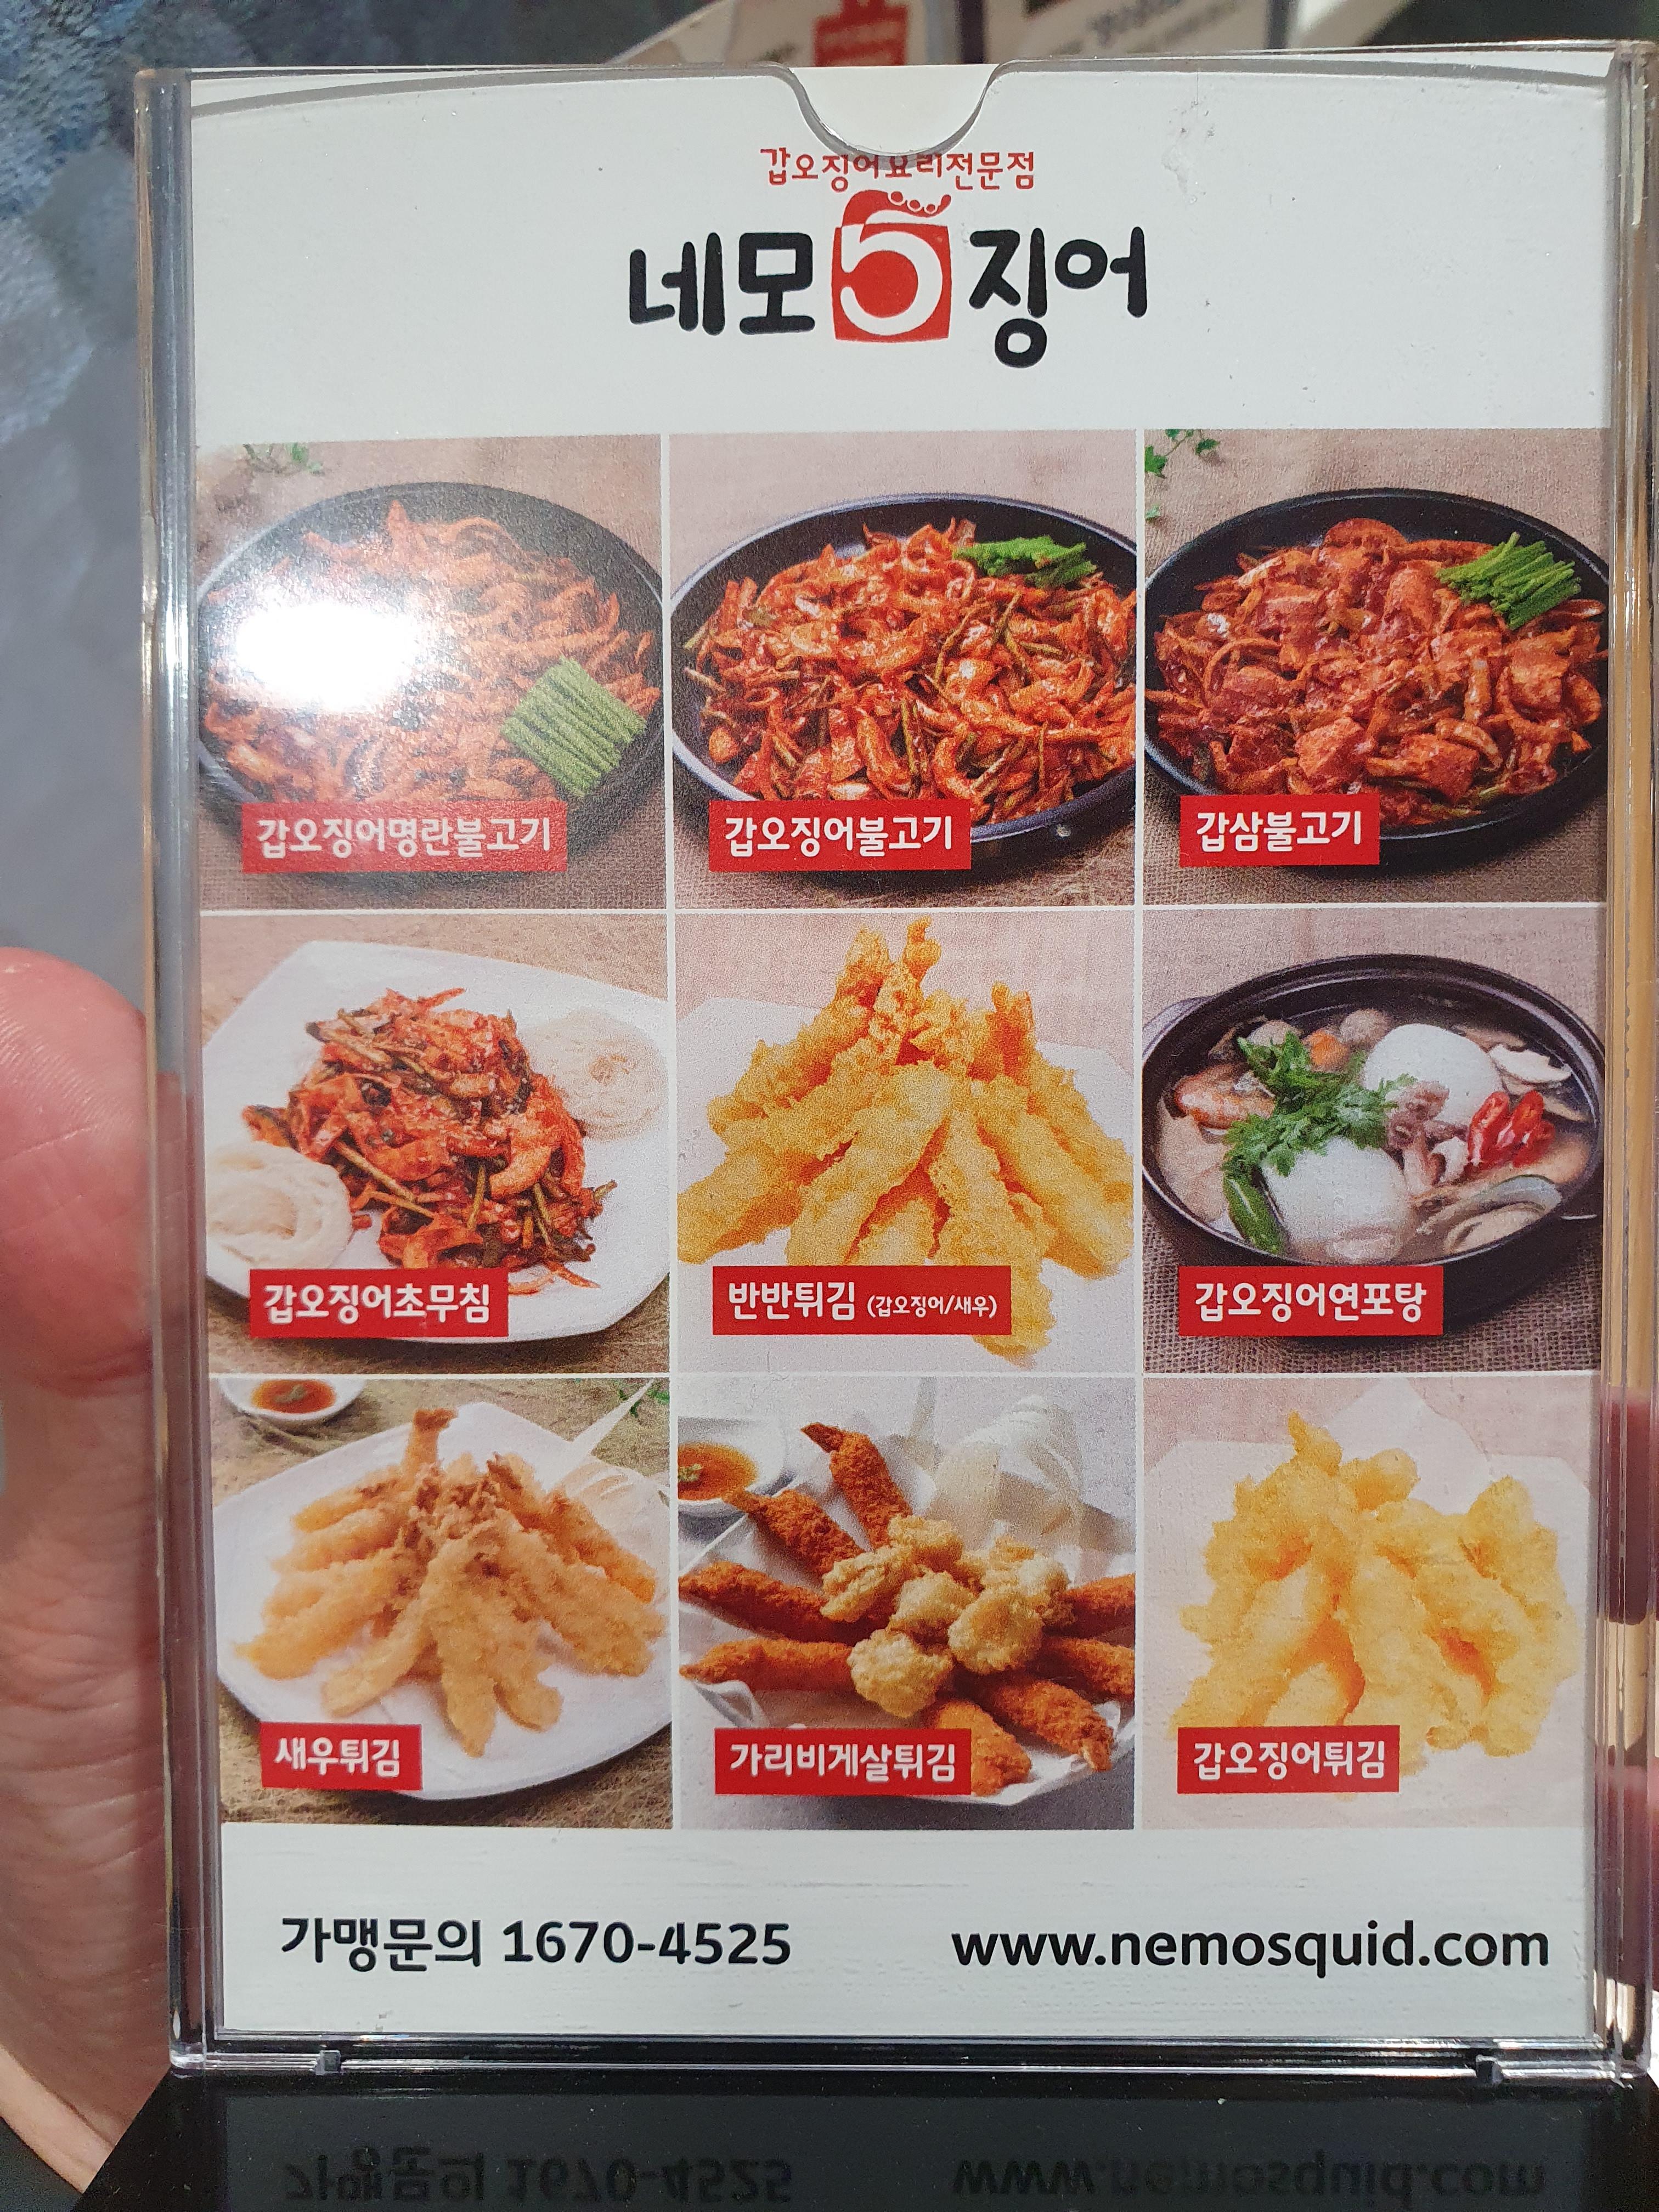 갑오징어요리전문점
네모5징어
갑오징어명란불고기
갑오징어불고기
갑삼불고기
갑오징어초무침
반반튀김 (갑오징어/새우)
갑오징어연포탕
새우튀김
가리비게살튀김
갑오징어튀김
가맹문의 1670-4525
www.nemosquid.com